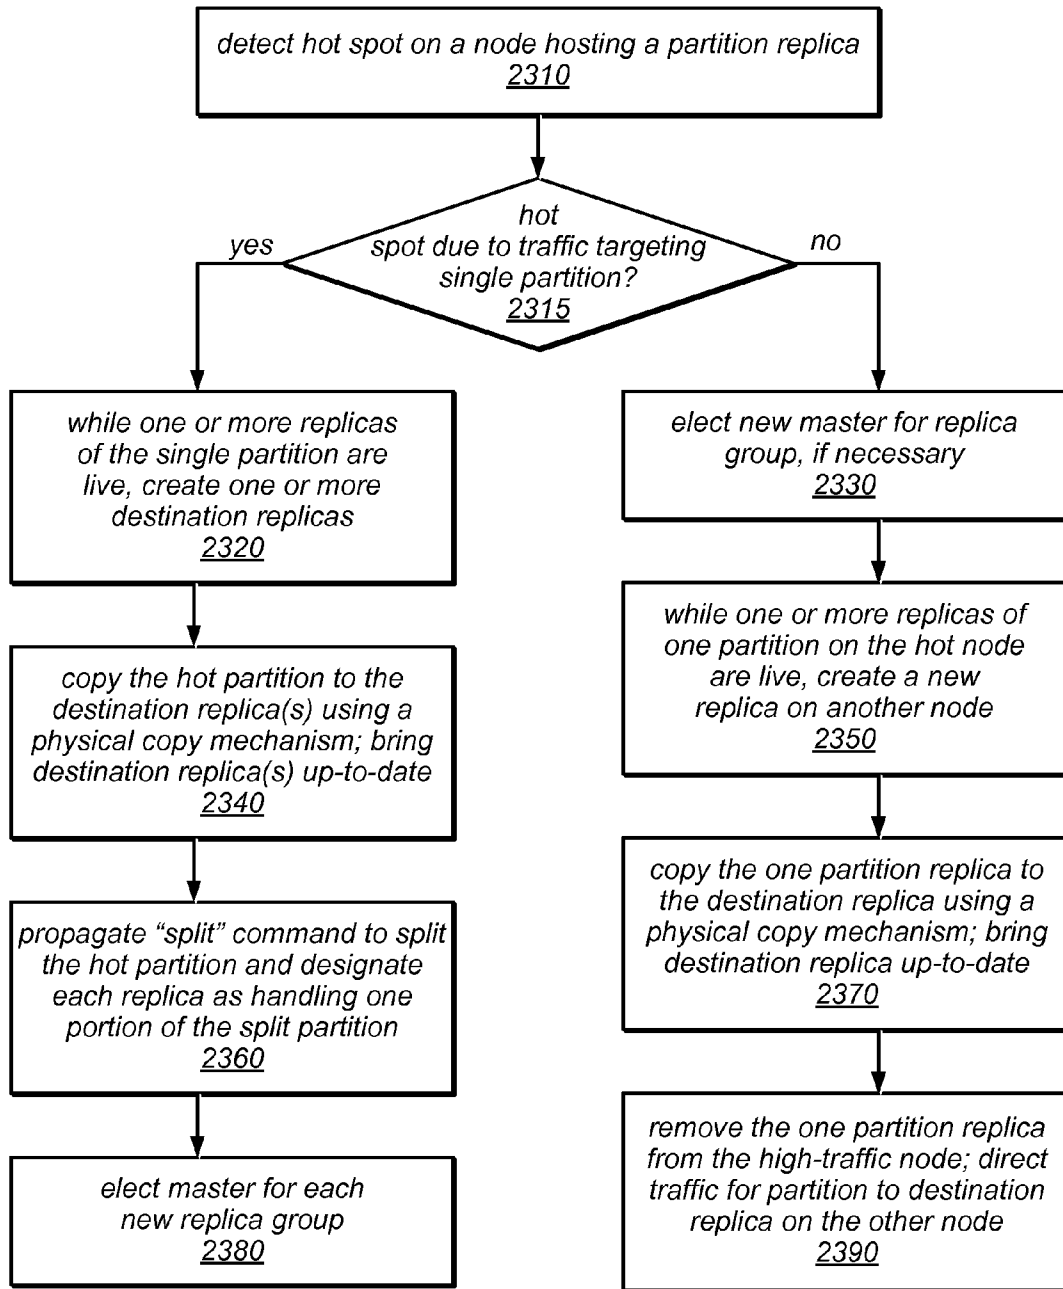 detect hot spot on a node hosting a partition replica
2310
hot
spot due to traffic targeting
single partition?
2315
yes
no
while one or more replicas
of the single partition are
live, create one or more
destination replicas
2320
copy the hot partition to the
destination replica(s) using a
physical copy mechanism; bring
destination replica(s) up-to-date
2340
propagate “split” command to split
the hot partition and designate
each replica as handling one
portion of the split partition
2360
elect master for each
new replica group
2380
elect new master for replica
group, if necessary
2330
while one or more replicas of
one partition on the hot node
are live, create a new
replica on another node
2350
copy the one partition replica to
the destination replica using a
physical copy mechanism; bring
destination replica up-to-date
2370
remove the one partition replica
from the high-traffic node; direct
traffic for partition to destination
replica on the other node
2390